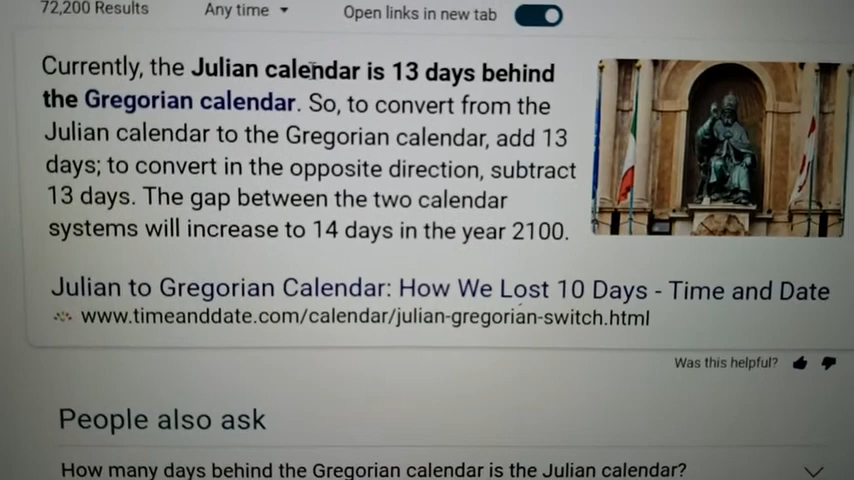 72,200 Results Any time Open links in new tab
Currently, the Julian calendar is 13 days behind
the Gregorian calendar. So, to convert from the
Julian calendar to the Gregorian calendar, add 13
days; to convert in the opposite direction, subtract
13 days. The gap between the two calendar
systems will increase to 14 days in the year 2100.
Julian to Gregorian Calendar: How We Lost 10 Days - Time and Date
www.timeanddate.com/calendar/julian-gregorian-switch.html
Was this helpful?
People also ask
How many days behind the Gregorian calendar is the Julian calendar?